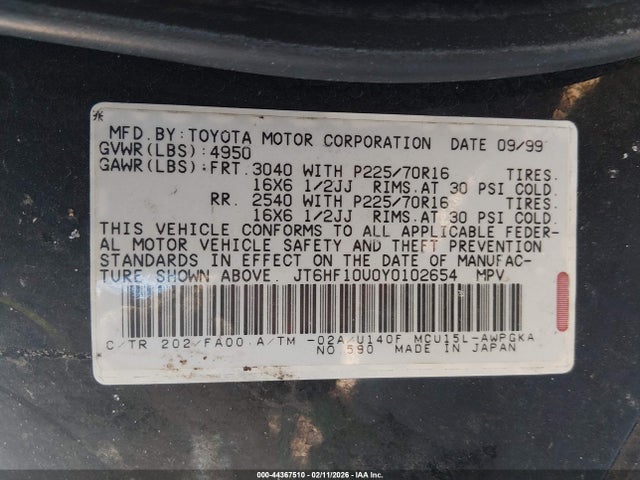 MFD.BY:TOYOTA MOTOR CORPORATION DATE 09/99
GVWR(LBS):4950
GAWR(LBS):FRT.3040 WITH P225/70R16 TIRES.
16X6 1/2JJ RIMS.AT 30 PSI COLD.
RR. 2540 WITH P225/70R16 TIRES.
16X6 1/2JJ RIMS.AT 30 PSI COLD.
THIS VEHICLE CONFORMS TO ALL APPLICABLE FEDER-
AL MOTOR VEHICLE SAFETY AND THEFT PREVENTION
STANDARDS IN EFFECT ON THE DATE OF MANUFAC-
TURE SHOWN ABOVE. JT6HF10U0Y0102654 MPV
C/TR 202/FA00 A/TM -02A/U140F MCU15L-AWPGKA
NO.590 MADE IN JAPAN
000-44367510 - 02/11/2026 - IAA Inc.